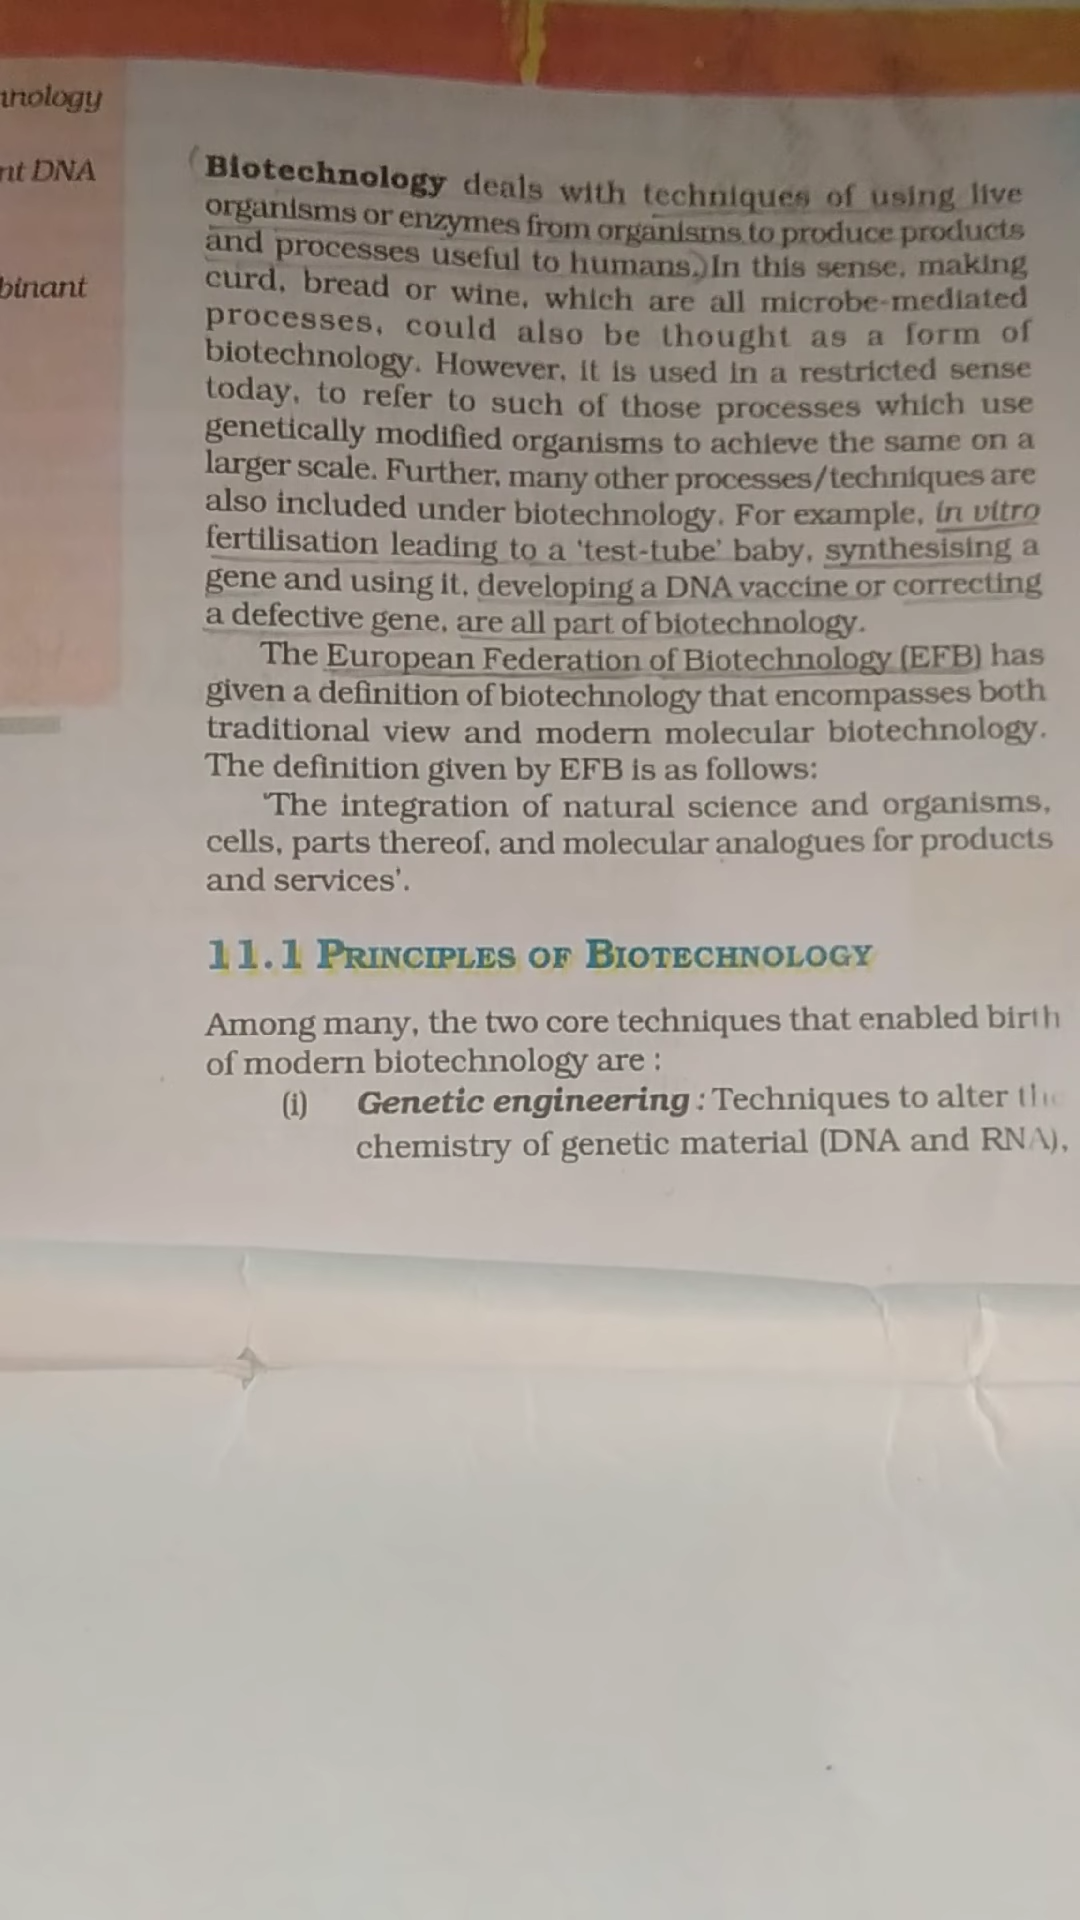 nology
nt DNA
binant
Biotechnology deals with techniques of using live
organisms or enzymes from organisms to produce products
and processes useful to humans.) In this sense, making
curd, bread or wine, which are all microbe-mediated
processes, could also be thought as a form of
biotechnology. However, it is used in a restricted sense
today, to refer to such of those processes which use
genetically modified organisms to achieve the same on a
larger scale. Further, many other processes/techniques are
also included under biotechnology. For example, in vitro
fertilisation leading to a 'test-tube' baby, synthesising a
gene and using it, developing a DNA vaccine or correcting
a defective gene, are all part of biotechnology.
The European Federation of Biotechnology (EFB) has
given a definition of biotechnology that encompasses both
traditional view and modern molecular biotechnology.
The definition given by EFB is as follows:
'The integration of natural science and organisms,
cells, parts thereof, and molecular analogues for products
and services'.
11.1 PRINCIPLES OF BIOTECHNOLOGY
Among many, the two core techniques that enabled birth
of modern biotechnology are :
(i) Genetic engineering : Techniques to alter the
chemistry of genetic material (DNA and RNA),